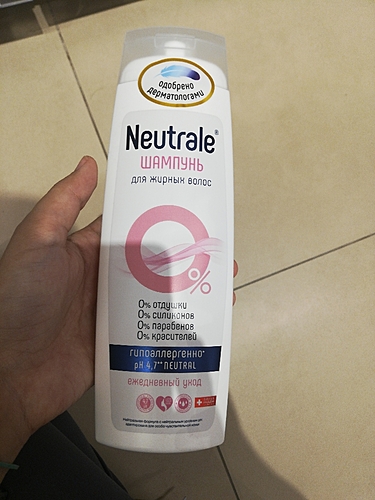 одобрено
дерматологами
Neutrale®
ШАМПУНЬ
для жирных волос
0%
0% отдушки
0% силиконов
0% парабенов
0% красителей
гипоаллергенно*
pH 4,7** NEUTRAL
ежедневный уход